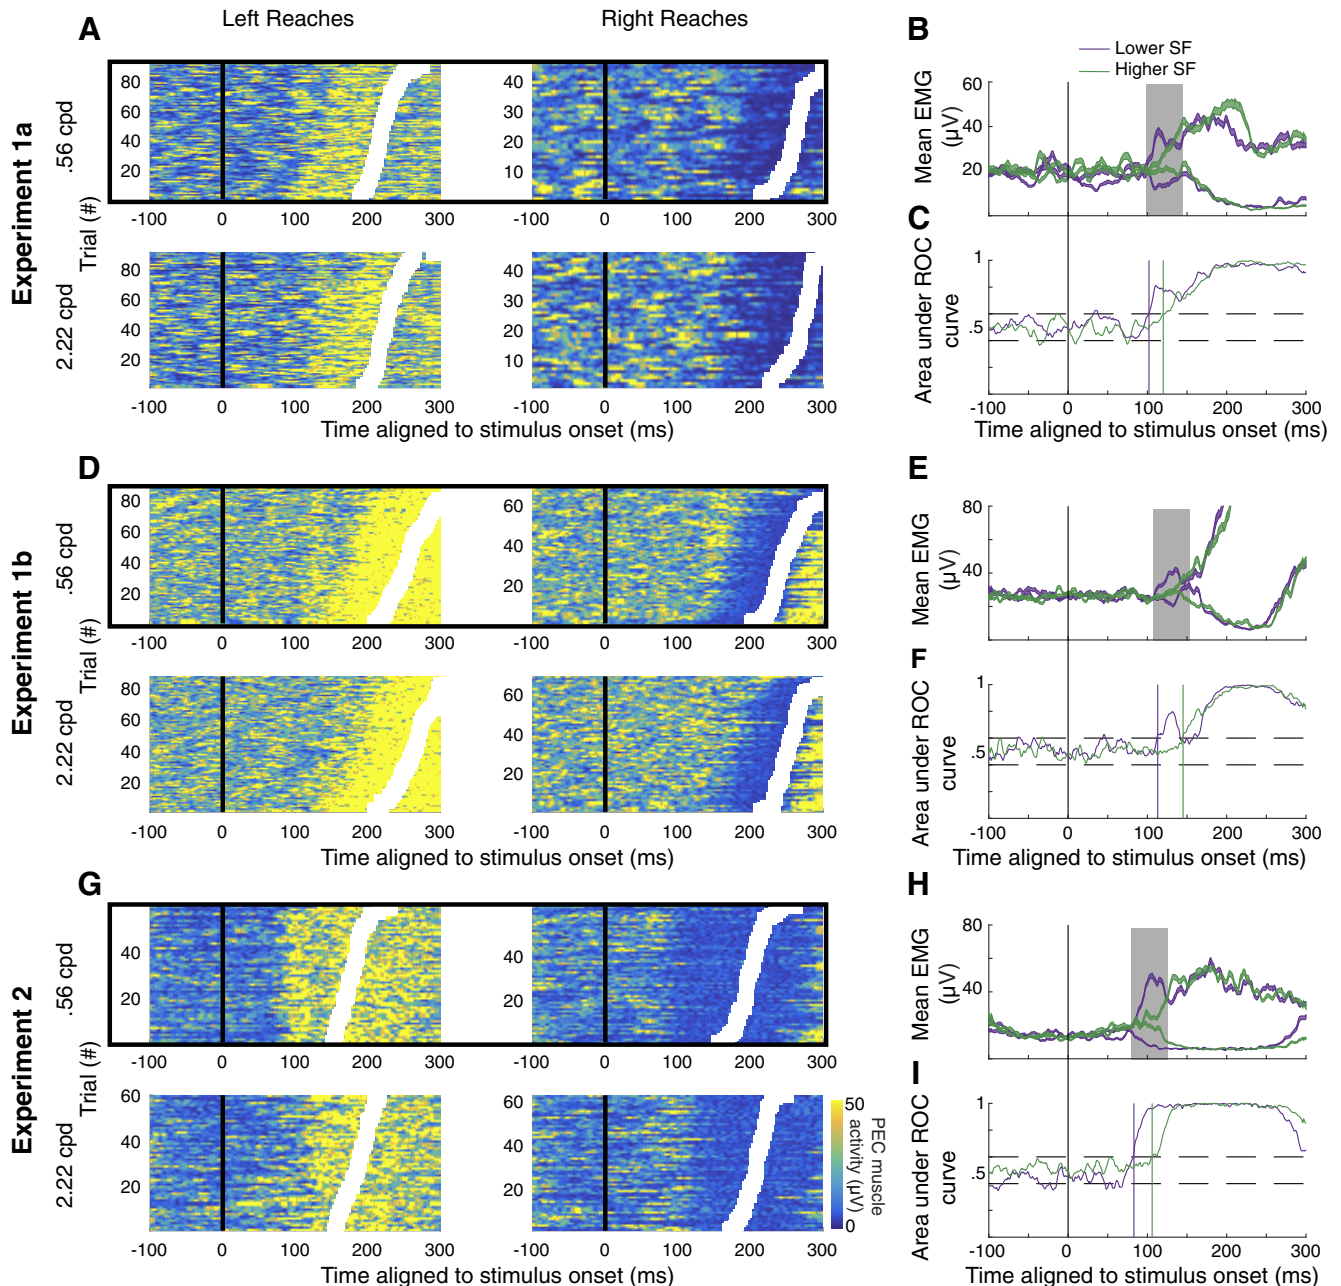 Left Reaches
Right Reaches
A
Experiment 1a
Trial (#)
.56 cpd
80
60
40
20
-100 0 100 200 300
40
30
20
10
-100 0 100 200 300
2.22 cpd
80
60
40
20
-100 0 100 200 300
40
30
20
10
-100 0 100 200 300
Time aligned to stimulus onset (ms)
B
Lower SF
Higher SF
Mean EMG
(µV)
60
40
20
C
Area under ROC
curve
1
.5
-100 0 100 200 300
Time aligned to stimulus onset (ms)
D
Experiment 1b
Trial (#)
.56 cpd
80
60
40
20
-100 0 100 200 300
60
40
20
-100 0 100 200 300
2.22 cpd
80
60
40
20
-100 0 100 200 300
60
40
20
-100 0 100 200 300
Time aligned to stimulus onset (ms)
E
Mean EMG
(µV)
80
40
F
Area under ROC
curve
1
.5
-100 0 100 200 300
Time aligned to stimulus onset (ms)
G
Experiment 2
Trial (#)
.56 cpd
40
20
-100 0 100 200 300
40
20
-100 0 100 200 300
2.22 cpd
60
40
20
-100 0 100 200 300
60
40
20
-100 0 100 200 300
50
0
PEC muscle
activity (µV)
Time aligned to stimulus onset (ms)
H
Mean EMG
(µV)
80
40
I
Area under ROC
curve
1
.5
-100 0 100 200 300
Time aligned to stimulus onset (ms)